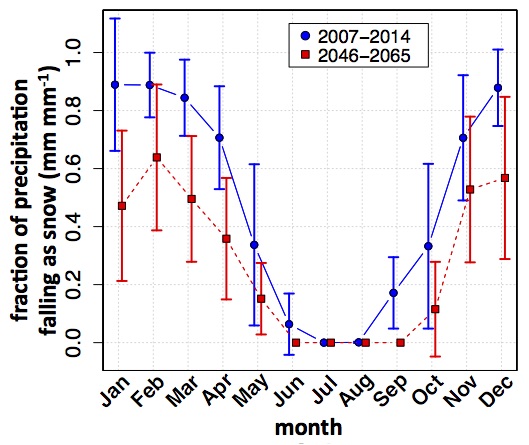 2007−2014
2046−2065
fraction of precipitation
falling as snow (mm mm⁻¹)
1.0
0.8
0.6
0.4
0.2
0.0
Jan Feb Mar Apr May Jun Jul Aug Sep Oct Nov Dec
month